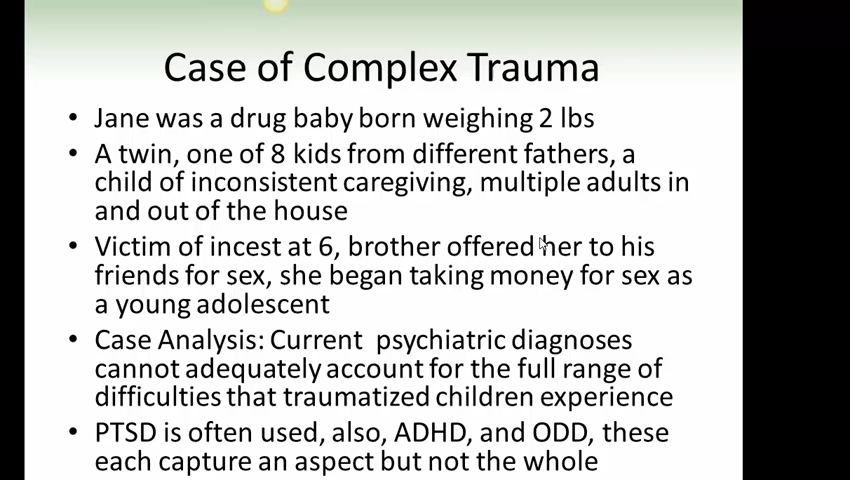 Case of Complex Trauma
• Jane was a drug baby born weighing 2 lbs
• A twin, one of 8 kids from different fathers, a
child of inconsistent caregiving, multiple adults in
and out of the house
• Victim of incest at 6, brother offered her to his
friends for sex, she began taking money for sex as
a young adolescent
• Case Analysis: Current  psychiatric diagnoses
cannot adequately account for the full range of
difficulties that traumatized children experience
• PTSD is often used, also, ADHD, and ODD, these
each capture an aspect but not the whole